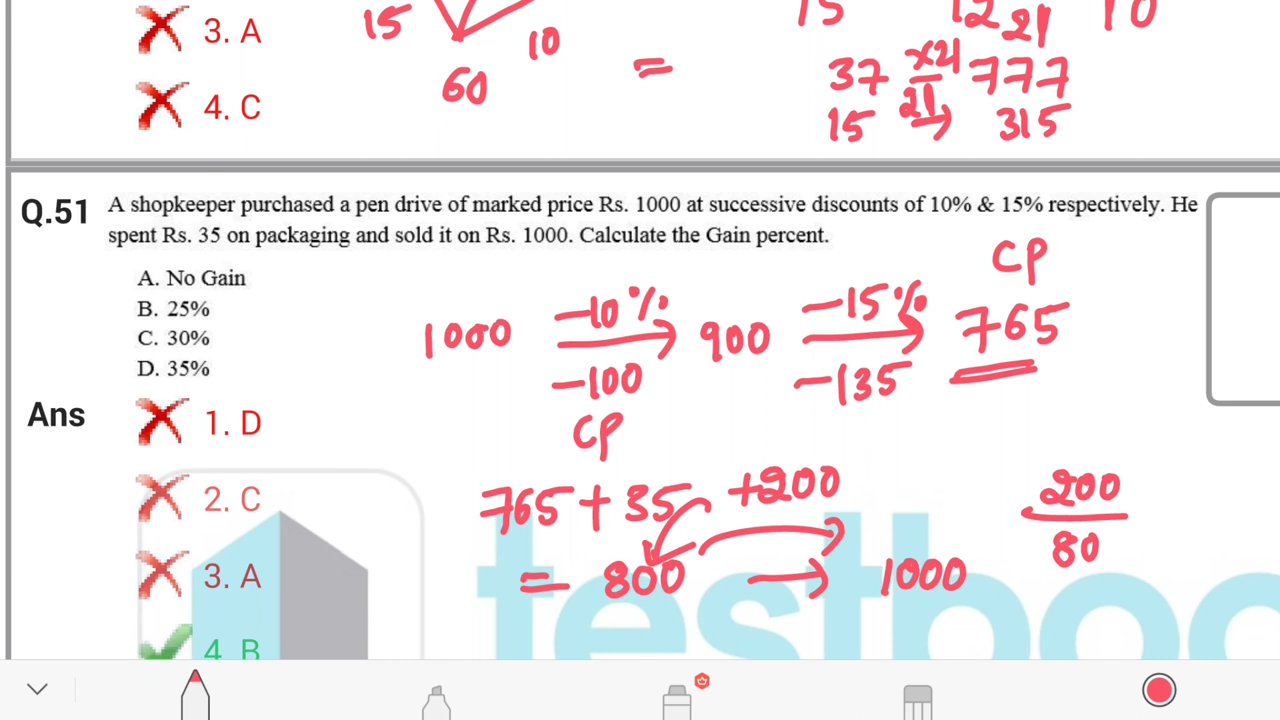 3. A
15
10
60
15 12 10
21
= 37 ×21 777
15 21 315
4. C
Q.51 A shopkeeper purchased a pen drive of marked price Rs. 1000 at successive discounts of 10% & 15% respectively. He
spent Rs. 35 on packaging and sold it on Rs. 1000. Calculate the Gain percent.
A. No Gain
B. 25%
C. 30%
D. 35%
CP
1000 -10% 900 -15% 765
-100 -135
CP
Ans
1. D
2. C
3. A
4. B
765 + 35 +200
= 800 → 1000
200
80
testboo